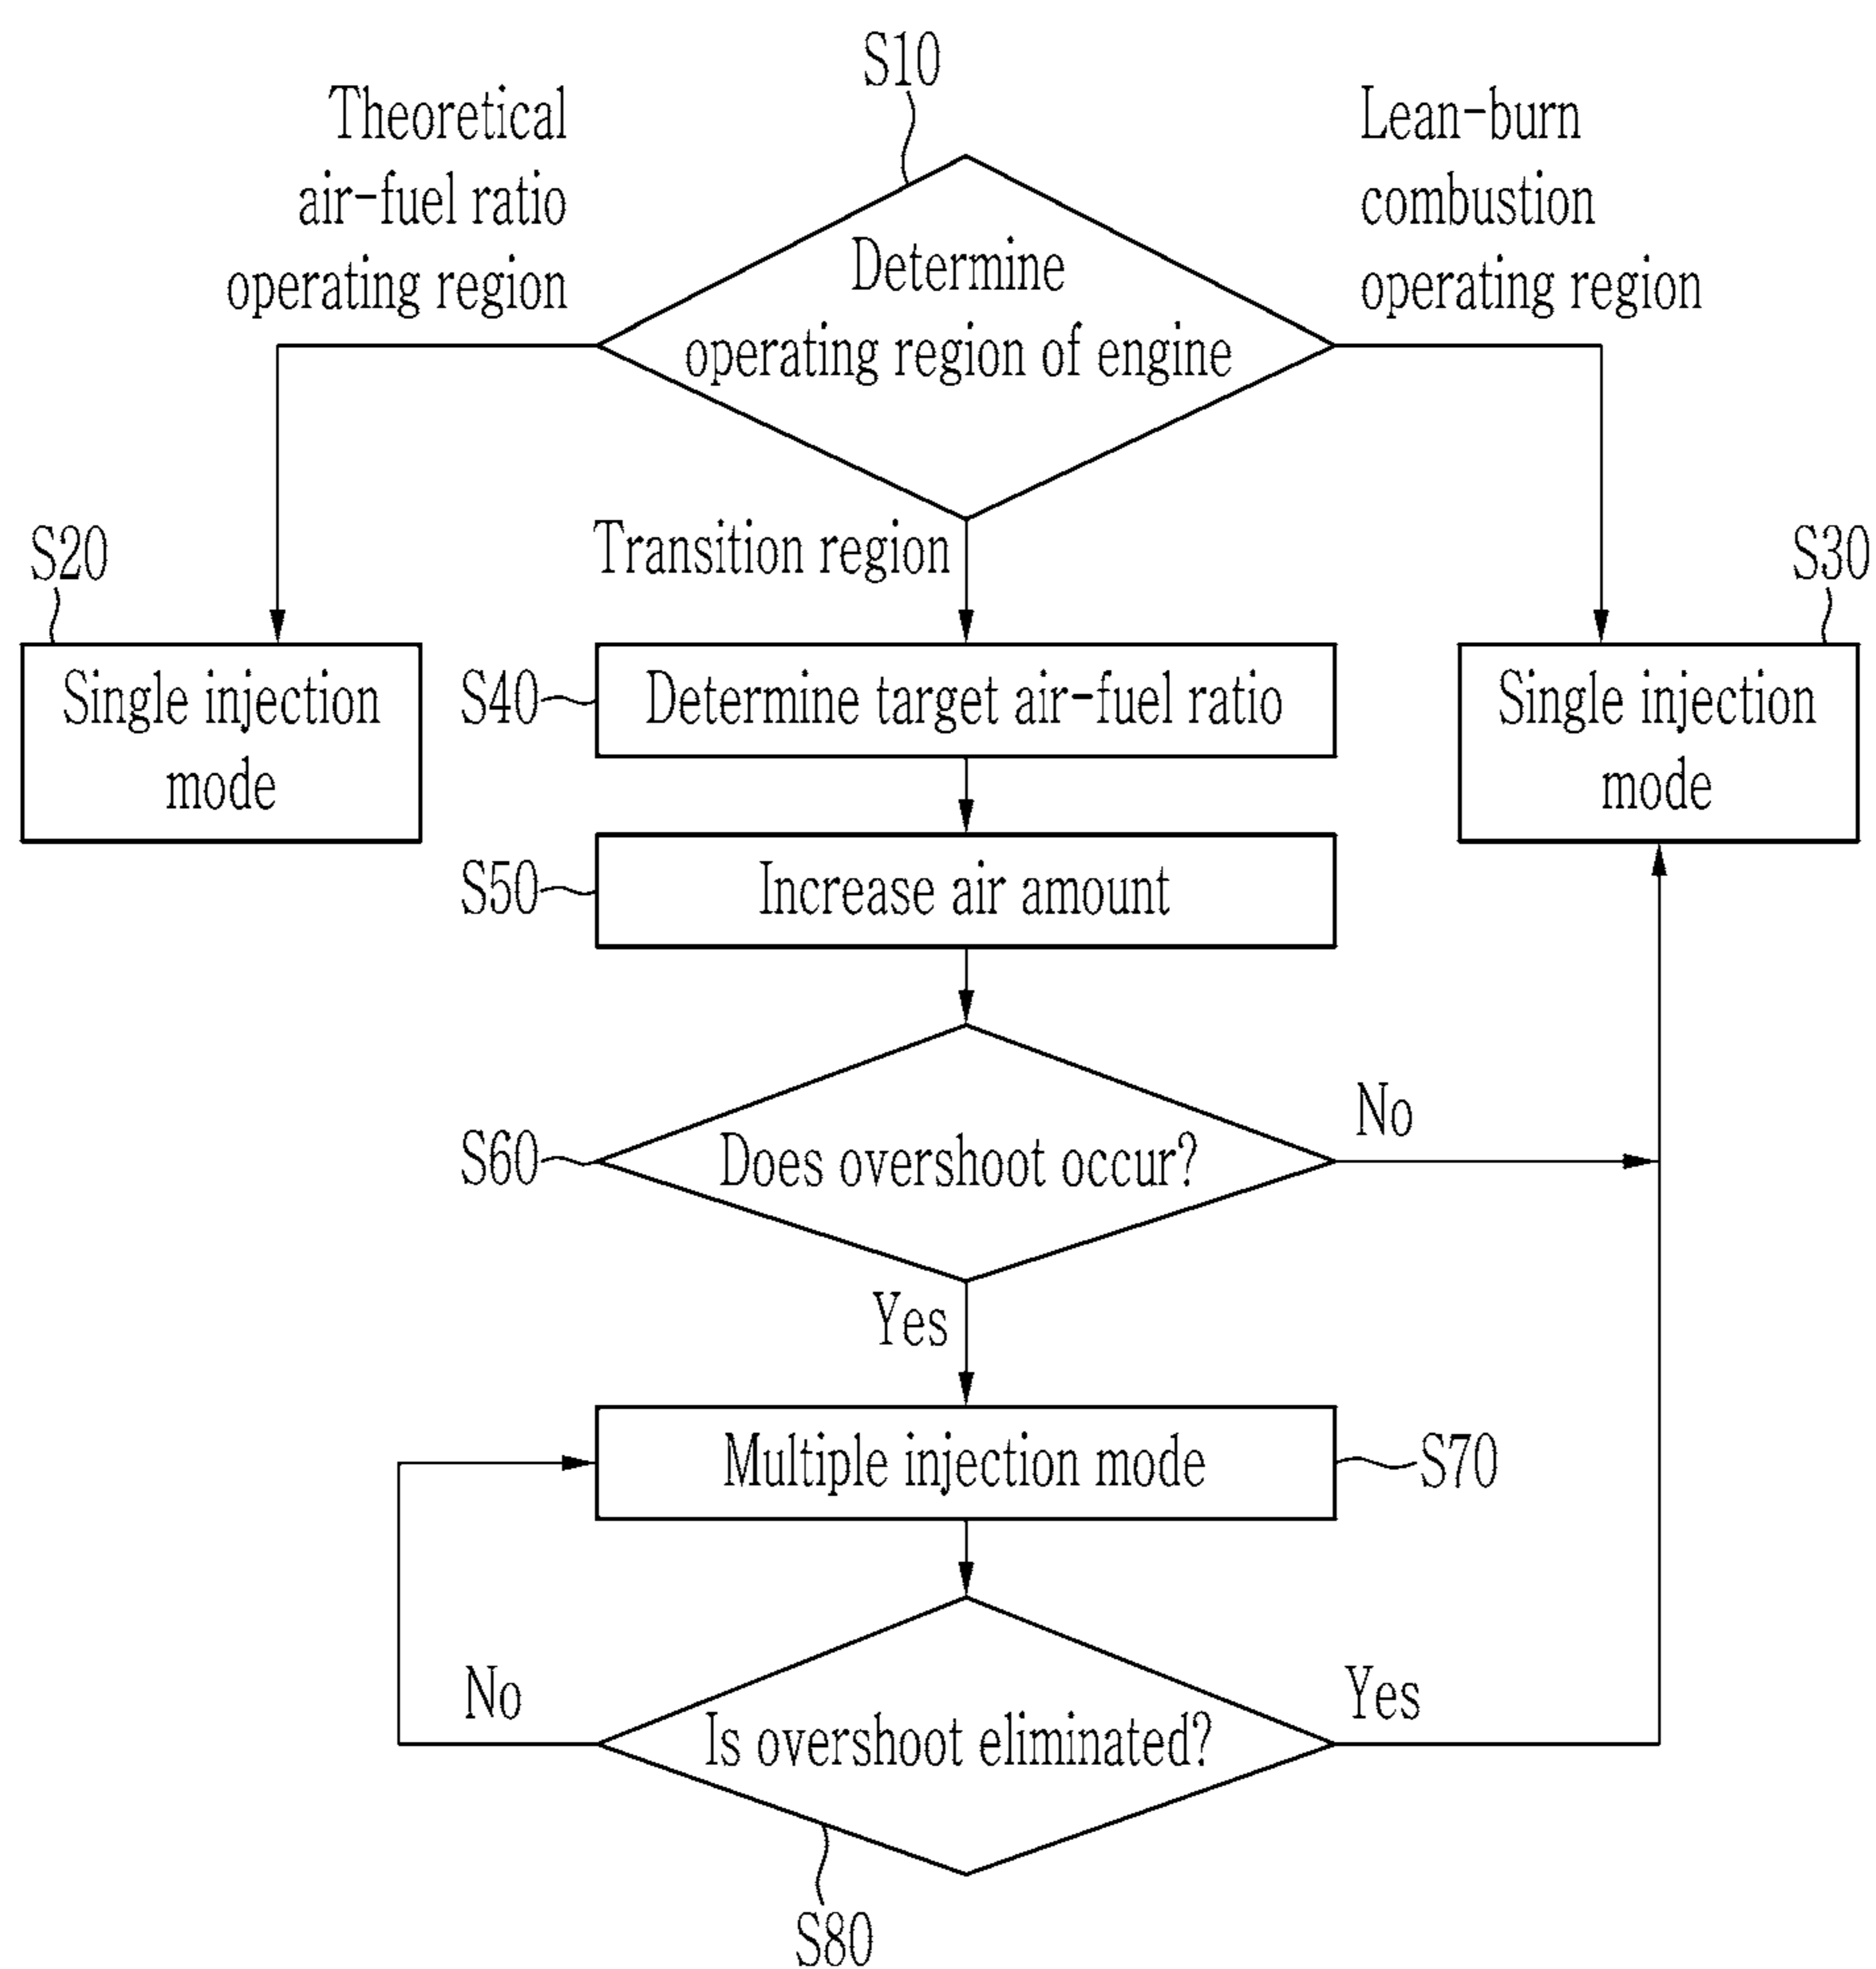 S10
Theoretical
air-fuel ratio
operating region
Lean-burn
combustion
operating region
Determine
operating region of engine
Transition region
S20
S30
Single injection
mode
S40
Determine target air-fuel ratio
Single injection
mode
S50
Increase air amount
No
S60
Does overshoot occur?
Yes
Multiple injection mode
S70
No
Yes
Is overshoot eliminated?
S80